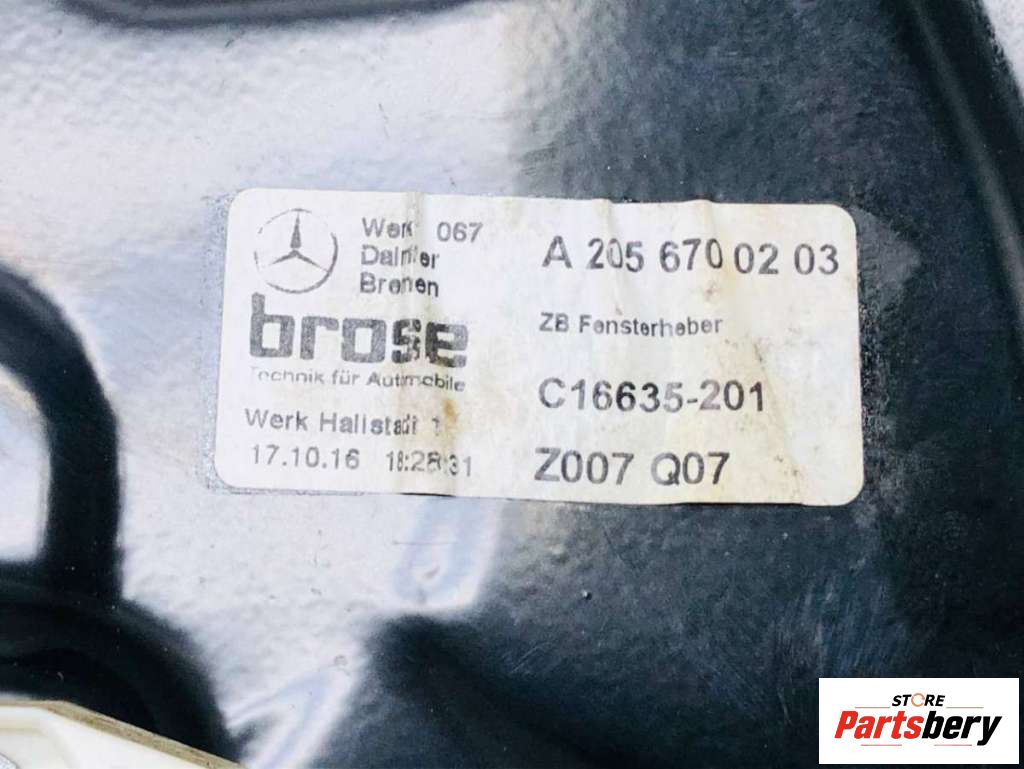 Werk 067
Daimler
Bremen
brose
Technik für Automobile
Werk Hallstadt 1
17.10.16 18:28:31
A 205 670 02 03
ZB Fensterheber
C16635-201
Z007 Q07
STORE
Partsbery